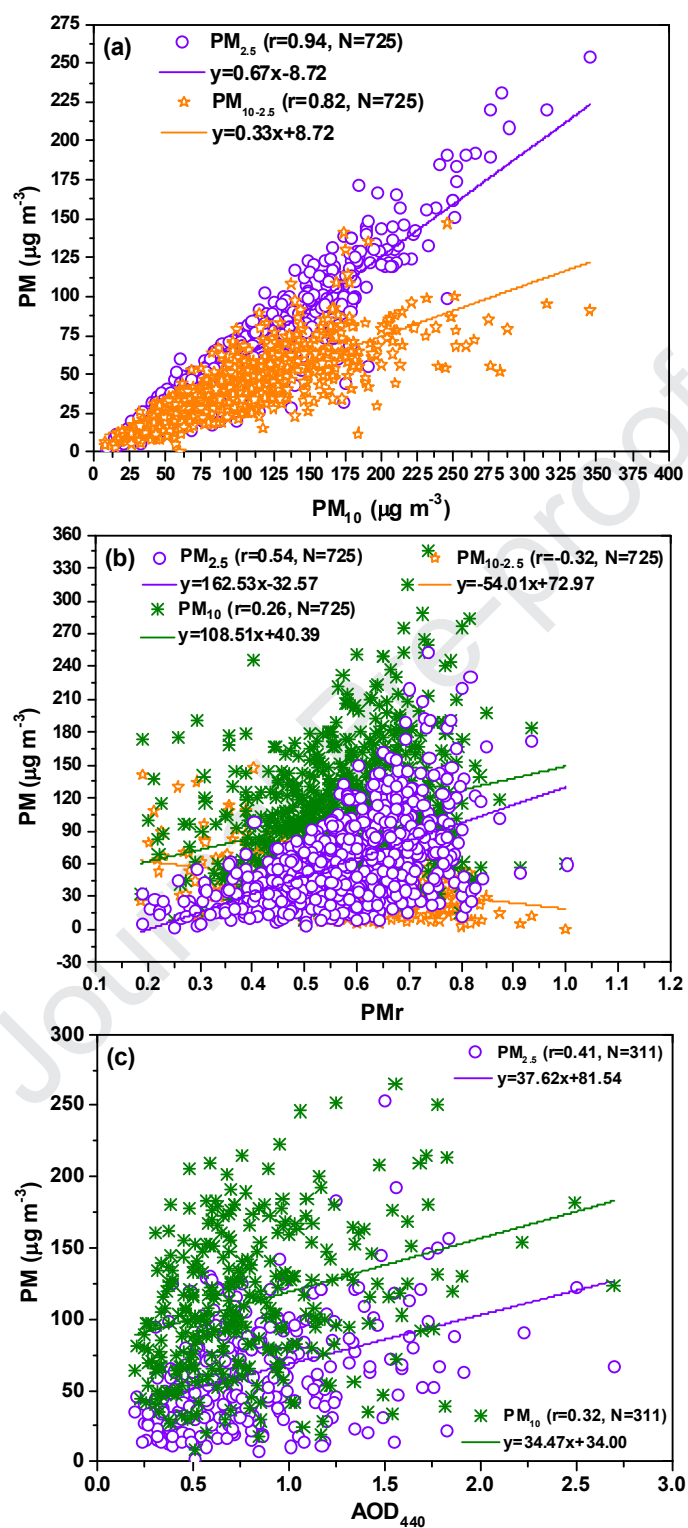 (a)
PM2.5 (r=0.94, N=725)
y=0.67x-8.72
PM10-2.5 (r=0.82, N=725)
y=0.33x+8.72
275
250
225
200
175
150
125
100
75
50
25
0
PM (µg m-3)
0 25 50 75 100 125 150 175 200 225 250 275 300 325 350 375 400
PM10 (µg m-3)
(b)
PM2.5 (r=0.54, N=725)
y=162.53x-32.57
PM10 (r=0.26, N=725)
y=108.51x+40.39
PM10-2.5 (r=-0.32, N=725)
y=-54.01x+72.97
360
330
300
270
240
210
180
150
120
90
60
30
0
-30
PM (µg m-3)
0.1 0.2 0.3 0.4 0.5 0.6 0.7 0.8 0.9 1.0 1.1 1.2
PMr
(c)
PM2.5 (r=0.41, N=311)
y=37.62x+81.54
PM10 (r=0.32, N=311)
y=34.47x+34.00
300
250
200
150
100
50
0
PM (µg m-3)
0.0 0.5 1.0 1.5 2.0 2.5 3.0
AOD440
Journal Pre-proof